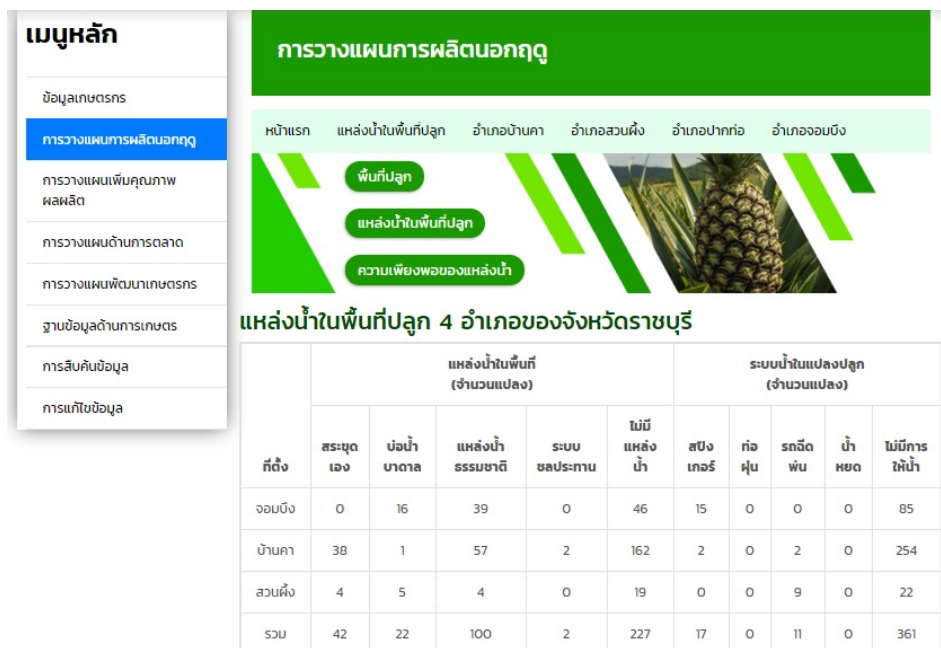 เมนูหลัก
ข้อมูลเกษตรกร
การวางแผนการผลิตนอกฤดู
การวางแผนเพิ่มคุณภาพ
ผลผลิต
การวางแผนด้านการตลาด
การวางแผนพัฒนาเกษตรกร
ฐานข้อมูลด้านการเกษตร
การสืบค้นข้อมูล
การแก้ไขข้อมูล
การวางแผนการผลิตนอกฤดู
หน้าแรก แหล่งน้ำในพื้นที่ปลูก อำเภอบ้านคา อำเภอสวนผึ้ง อำเภอปากท่อ อำเภอจอมบึง
พื้นที่ปลูก
แหล่งน้ำในพื้นที่ปลูก
ความเพียงพอของแหล่งน้ำ
แหล่งน้ำในพื้นที่ปลูก 4 อำเภอของจังหวัดราชบุรี
แหล่งน้ำในพื้นที่ ระบบน้ำในแปลงปลูก
(จำนวนแปลง) (จำนวนแปลง)
ไม่มี
สระขุด บ่อน้ำ แหล่งน้ำ ระบบ แหล่ง สปิง ท่อ รถฉีด น้ำ ไม่มีการ
ที่ตั้ง เอง บาดาล ธรรมชาติ ชลประทาน น้ำ เกอร์ ฝุ่น พ่น หยด ให้น้ำ
จอมบึง 0 16 39 0 46 15 0 0 0 85
บ้านคา 38 1 57 2 162 2 0 2 0 254
สวนผึ้ง 4 5 4 0 19 0 0 9 0 22
รวม 42 22 100 2 227 17 0 11 0 361